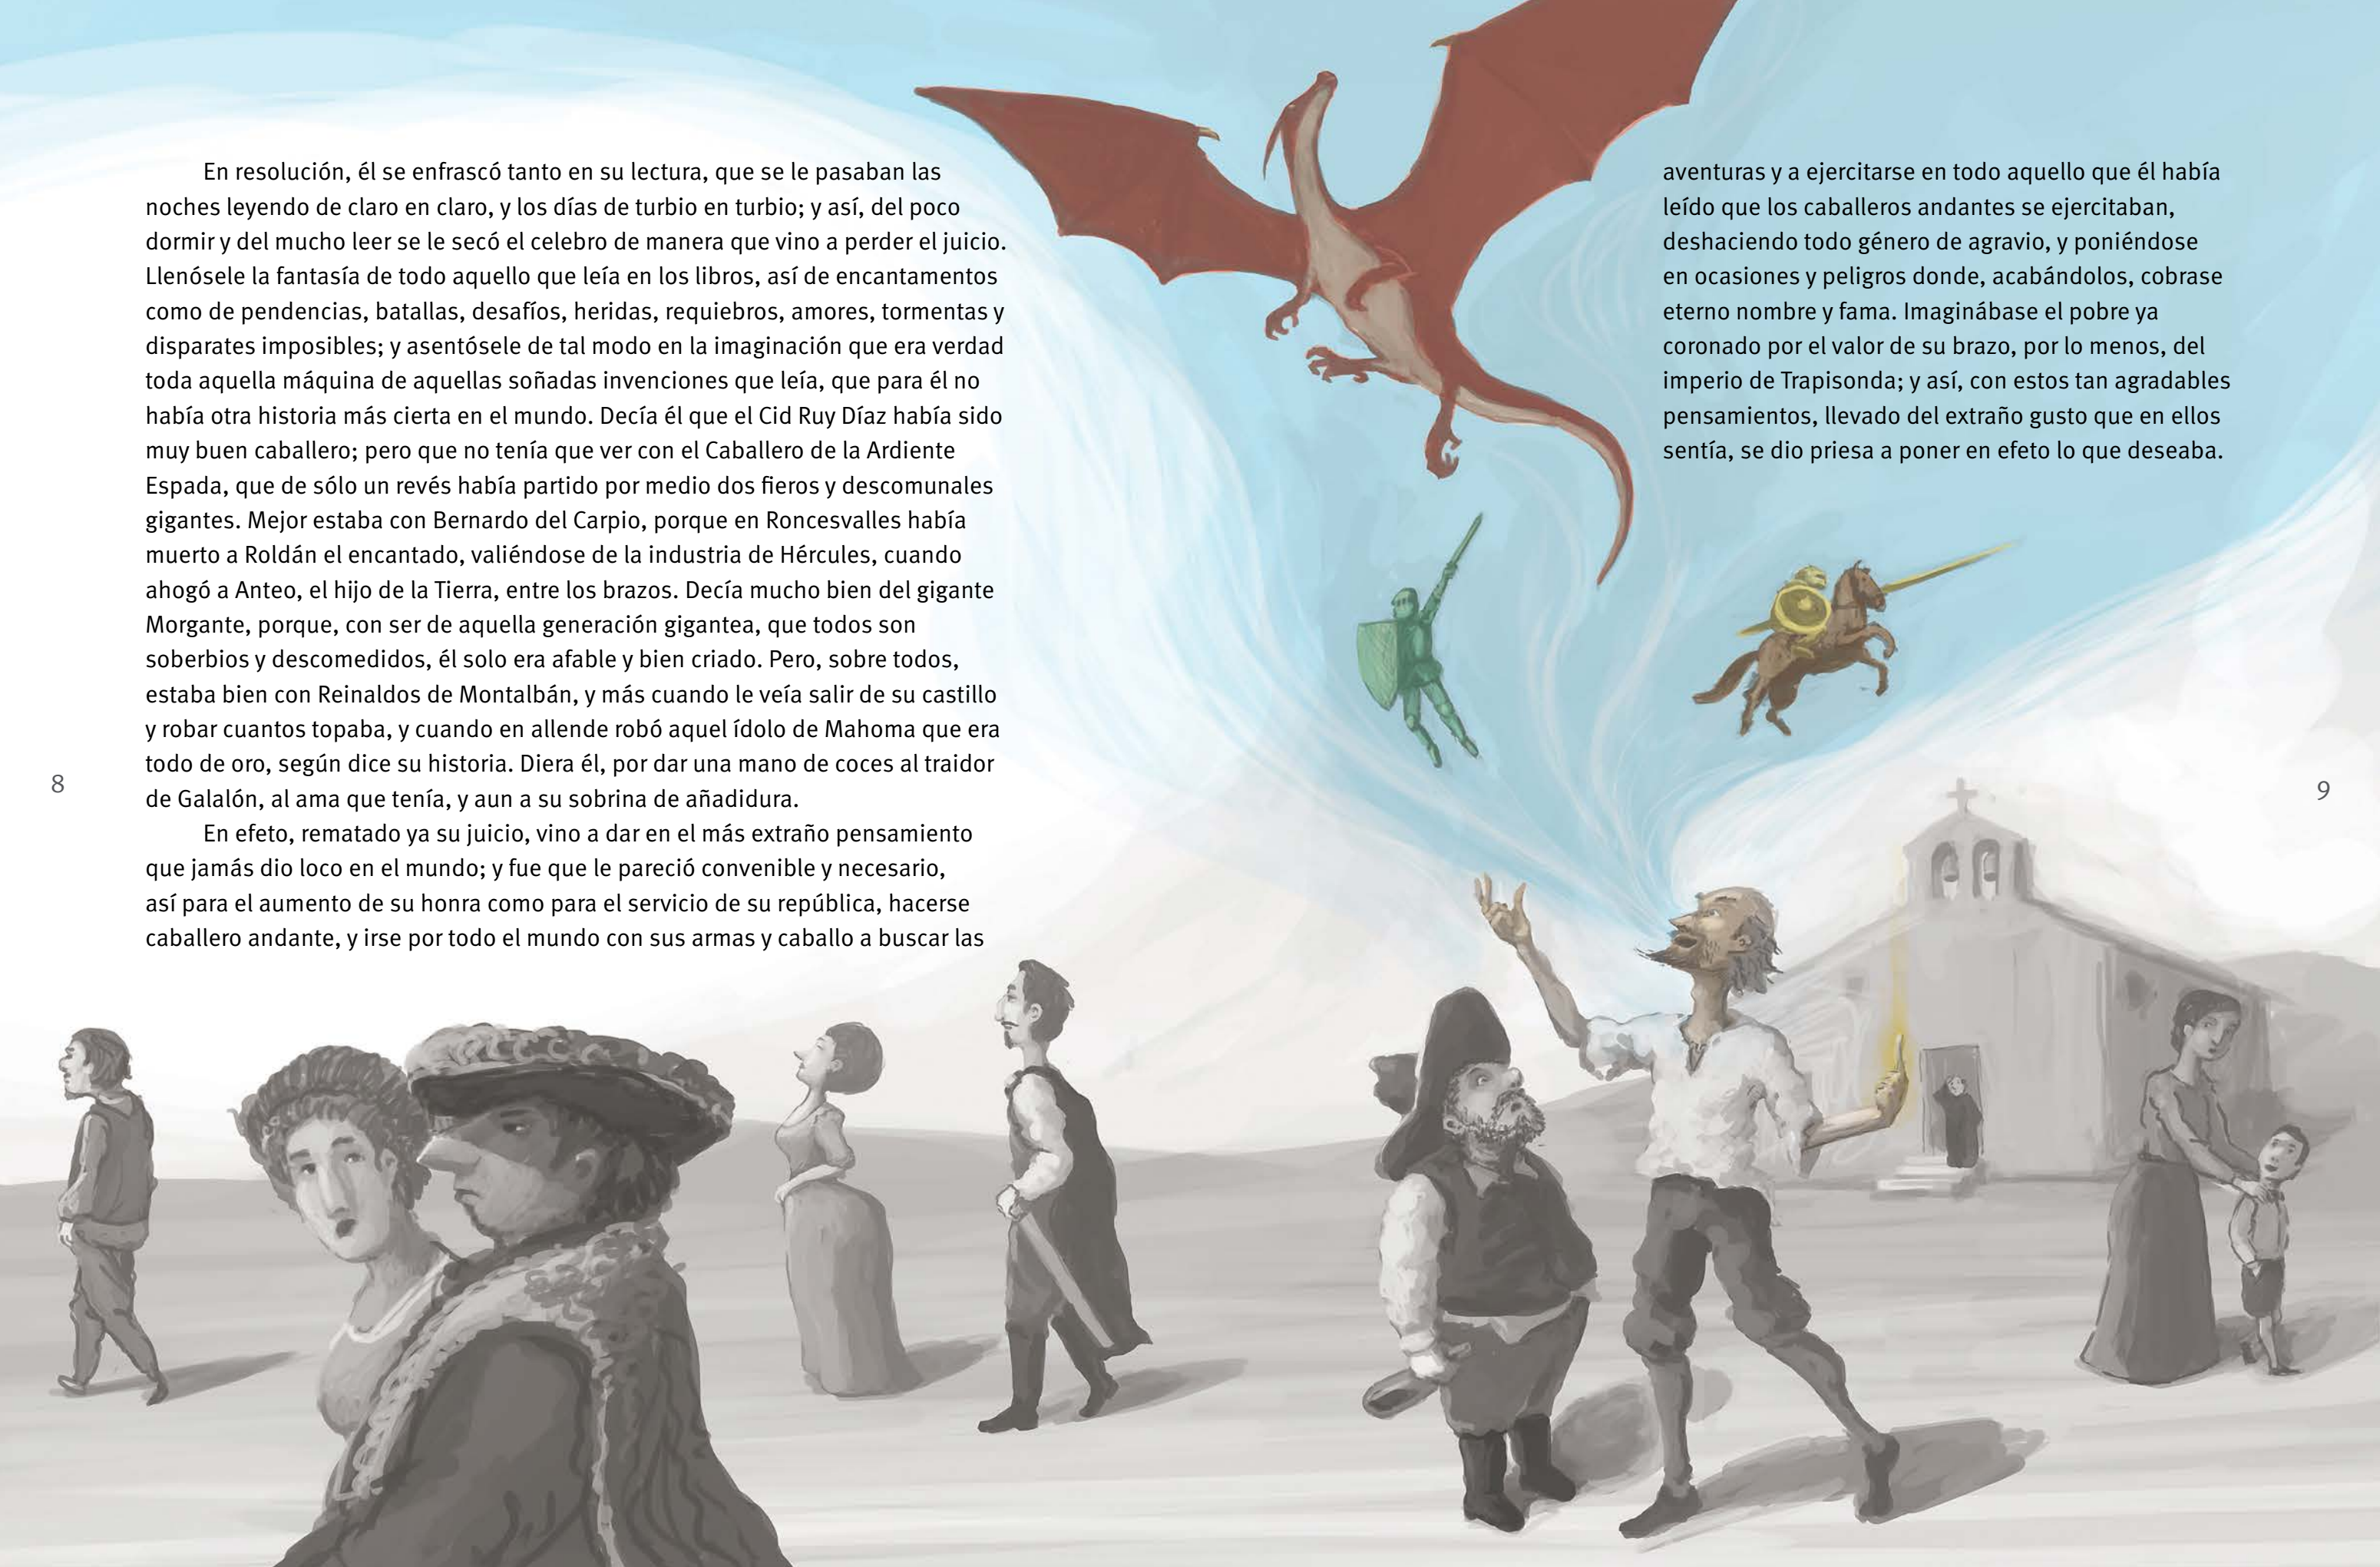 En resolución, él se enfrascó tanto en su lectura, que se le pasaban las
noches leyendo de claro en claro, y los días de turbio en turbio; y así, del poco
dormir y del mucho leer se le secó el celebro de manera que vino a perder el juicio.
Llenósele la fantasía de todo aquello que leía en los libros, así de encantamentos
como de pendencias, batallas, desafíos, heridas, requiebros, amores, tormentas y
disparates imposibles; y asentósele de tal modo en la imaginación que era verdad
toda aquella máquina de aquellas soñadas invenciones que leía, que para él no
había otra historia más cierta en el mundo. Decía él que el Cid Ruy Díaz había sido
muy buen caballero; pero que no tenía que ver con el Caballero de la Ardiente
Espada, que de sólo un revés había partido por medio dos fieros y descomunales
gigantes. Mejor estaba con Bernardo del Carpio, porque en Roncesvalles había
muerto a Roldán el encantado, valiéndose de la industria de Hércules, cuando
ahogó a Anteo, el hijo de la Tierra, entre los brazos. Decía mucho bien del gigante
Morgante, porque, con ser de aquella generación gigantea, que todos son
soberbios y descomedidos, él solo era afable y bien criado. Pero, sobre todos,
estaba bien con Reinaldos de Montalbán, y más cuando le veía salir de su castillo
y robar cuantos topaba, y cuando en allende robó aquel ídolo de Mahoma que era
todo de oro, según dice su historia. Diera él, por dar una mano de coces al traidor
de Galalón, al ama que tenía, y aun a su sobrina de añadidura.
En efeto, rematado ya su juicio, vino a dar en el más extraño pensamiento
que jamás dio loco en el mundo; y fue que le pareció convenible y necesario,
así para el aumento de su honra como para el servicio de su república, hacerse
caballero andante, y irse por todo el mundo con sus armas y caballo a buscar las
8
aventuras y a ejercitarse en todo aquello que él había
leído que los caballeros andantes se ejercitaban,
deshaciendo todo género de agravio, y poniéndose
en ocasiones y peligros donde, acabándolos, cobrase
eterno nombre y fama. Imaginábase el pobre ya
coronado por el valor de su brazo, por lo menos, del
imperio de Trapisonda; y así, con estos tan agradables
pensamientos, llevado del extraño gusto que en ellos
sentía, se dio priesa a poner en efeto lo que deseaba.
9